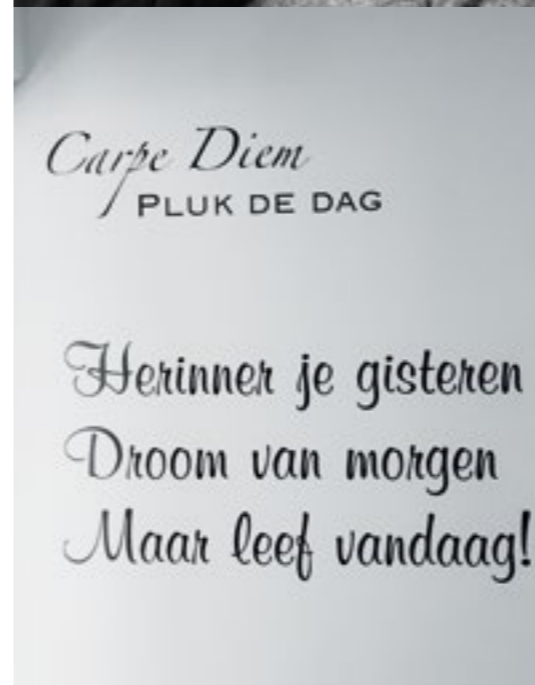 Carpe Diem
PLUK DE DAG
Herinner je gisteren
Droom van morgen
Maar leef vandaag!